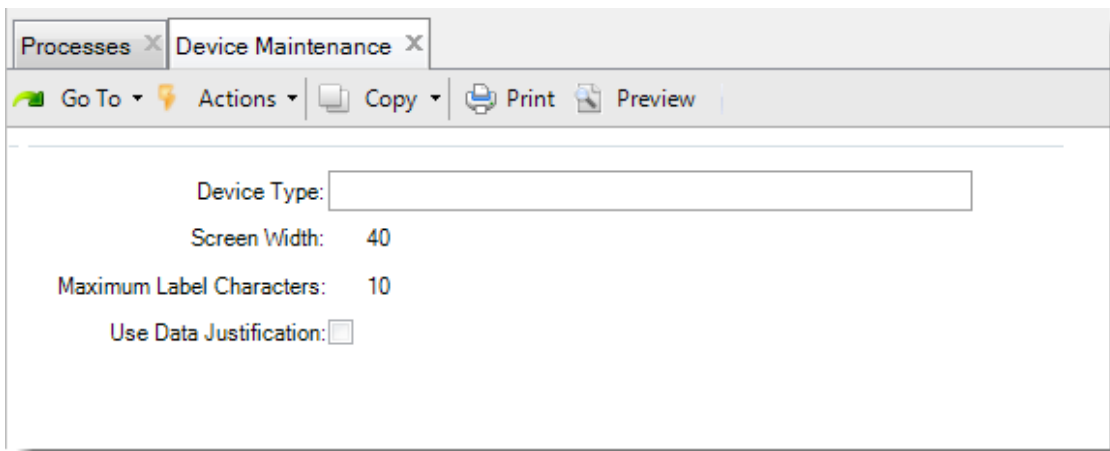 Processes Device Maintenance
Go To Actions Copy Print Preview
Device Type:
Screen Width: 40
Maximum Label Characters: 10
Use Data Justification: